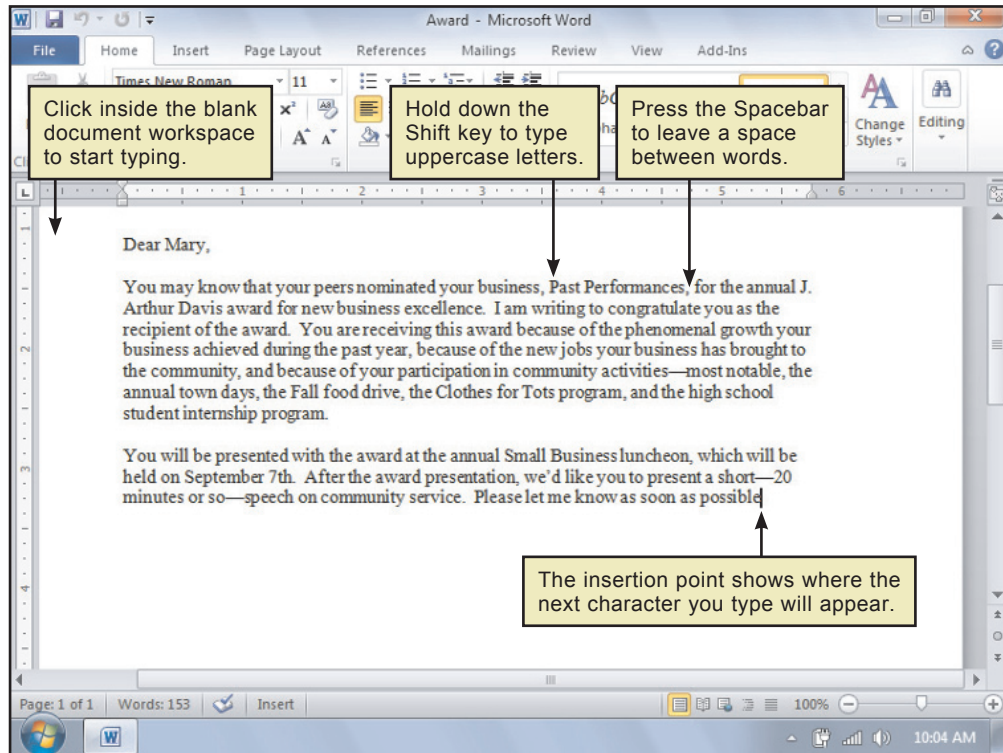 Award - Microsoft Word
File Home Insert Page Layout References Mailings Review View Add-Ins
Times New Roman 11
Change Styles
Editing
Click inside the blank
document workspace
to start typing.
Hold down the
Shift key to type
uppercase letters.
Press the Spacebar
to leave a space
between words.
1 2 3 4 5 6
Dear Mary,
You may know that your peers nominated your business, Past Performances, for the annual J.
Arthur Davis award for new business excellence. I am writing to congratulate you as the
recipient of the award. You are receiving this award because of the phenomenal growth your
business achieved during the past year, because of the new jobs your business has brought to
the community, and because of your participation in community activities—most notable, the
annual town days, the Fall food drive, the Clothes for Tots program, and the high school
student internship program.
You will be presented with the award at the annual Small Business luncheon, which will be
held on September 7th. After the award presentation, we'd like you to present a short—20
minutes or so—speech on community service. Please let me know as soon as possible
The insertion point shows where the
next character you type will appear.
Page: 1 of 1 Words: 153 Insert 100%
10:04 AM